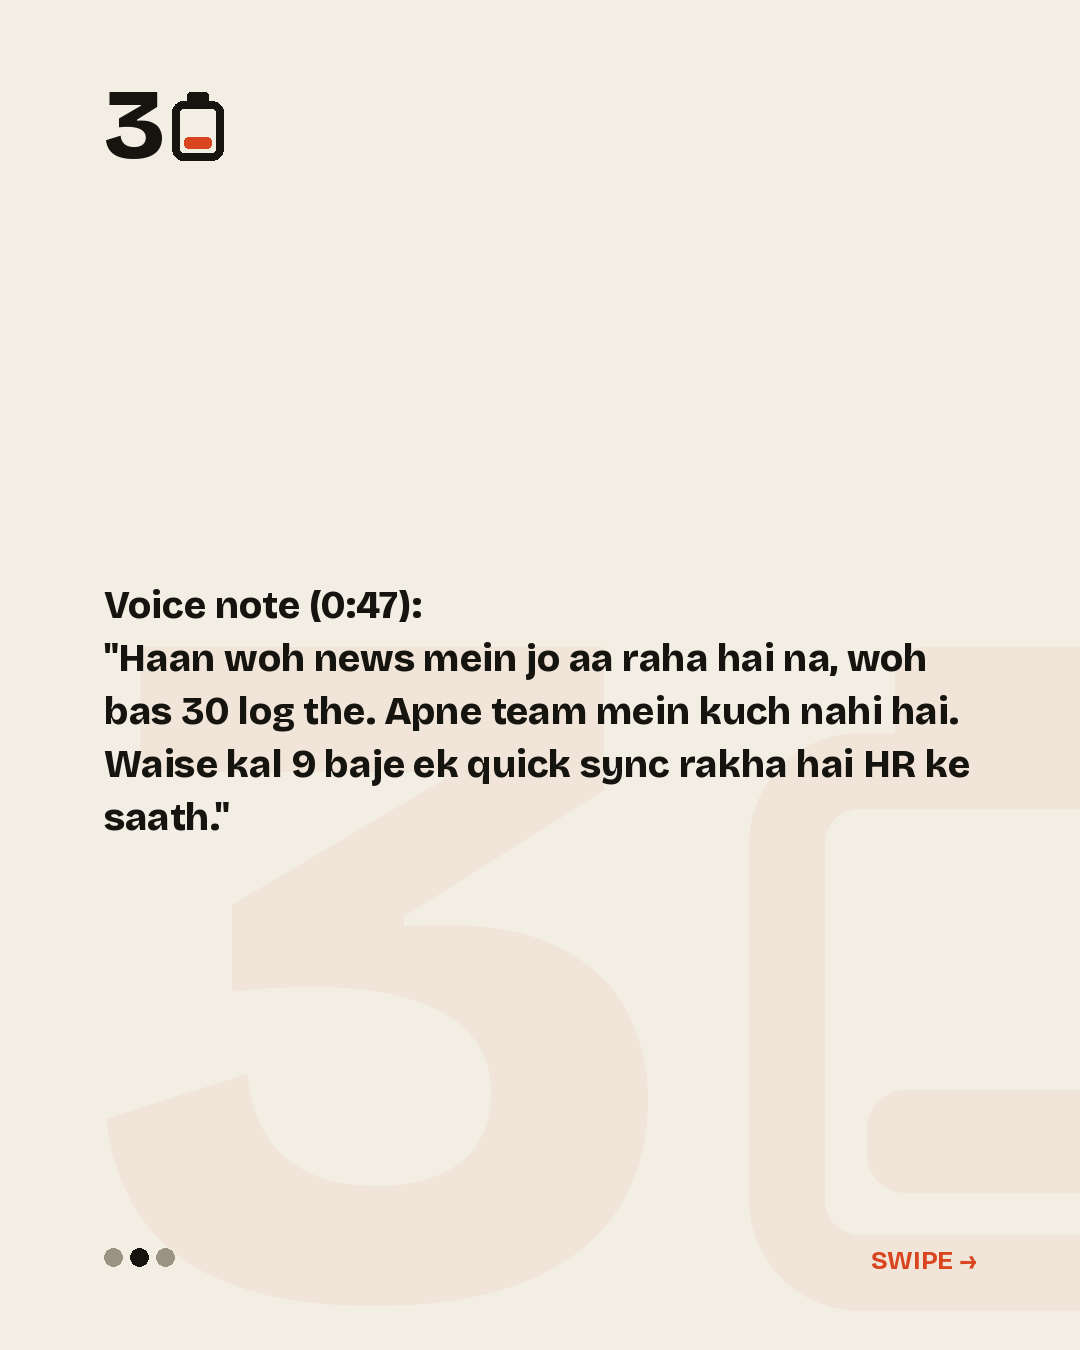 30
Voice note (0:47):
"Haan woh news mein jo aa raha hai na, woh
bas 30 log the. Apne team mein kuch nahi hai.
Waise kal 9 baje ek quick sync rakha hai HR ke
saath."
SWIPE →